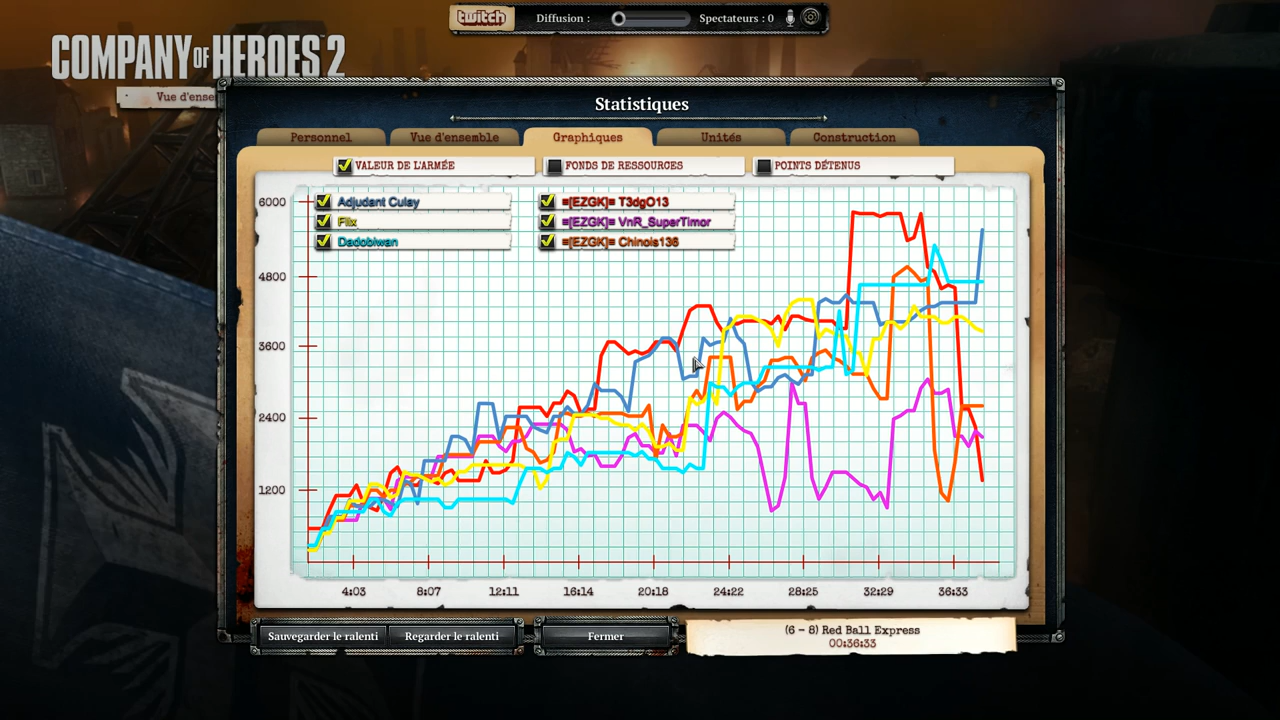 twitch
Diffusion :
Spectateurs : 0
COMPANY OF HEROES 2
Vue d'ense
Statistiques
Personnel
Vue d'ensemble
Graphiques
Unités
Construction
VALEUR DE L'ARMÉE
FONDS DE RESSOURCES
POINTS DÉTENUS
Adjudant Culay
Flix
Dadobiwan
=[EZGK]= T3dgO13
=[EZGK]= VnR_SuperTimor
=[EZGK]= Chinois136
6000
4800
3600
2400
1200
4:03
8:07
12:11
16:14
20:18
24:22
28:25
32:29
36:33
Sauvegarder le ralenti
Regarder le ralenti
Fermer
(6 - 8) Red Ball Express
00:36:33